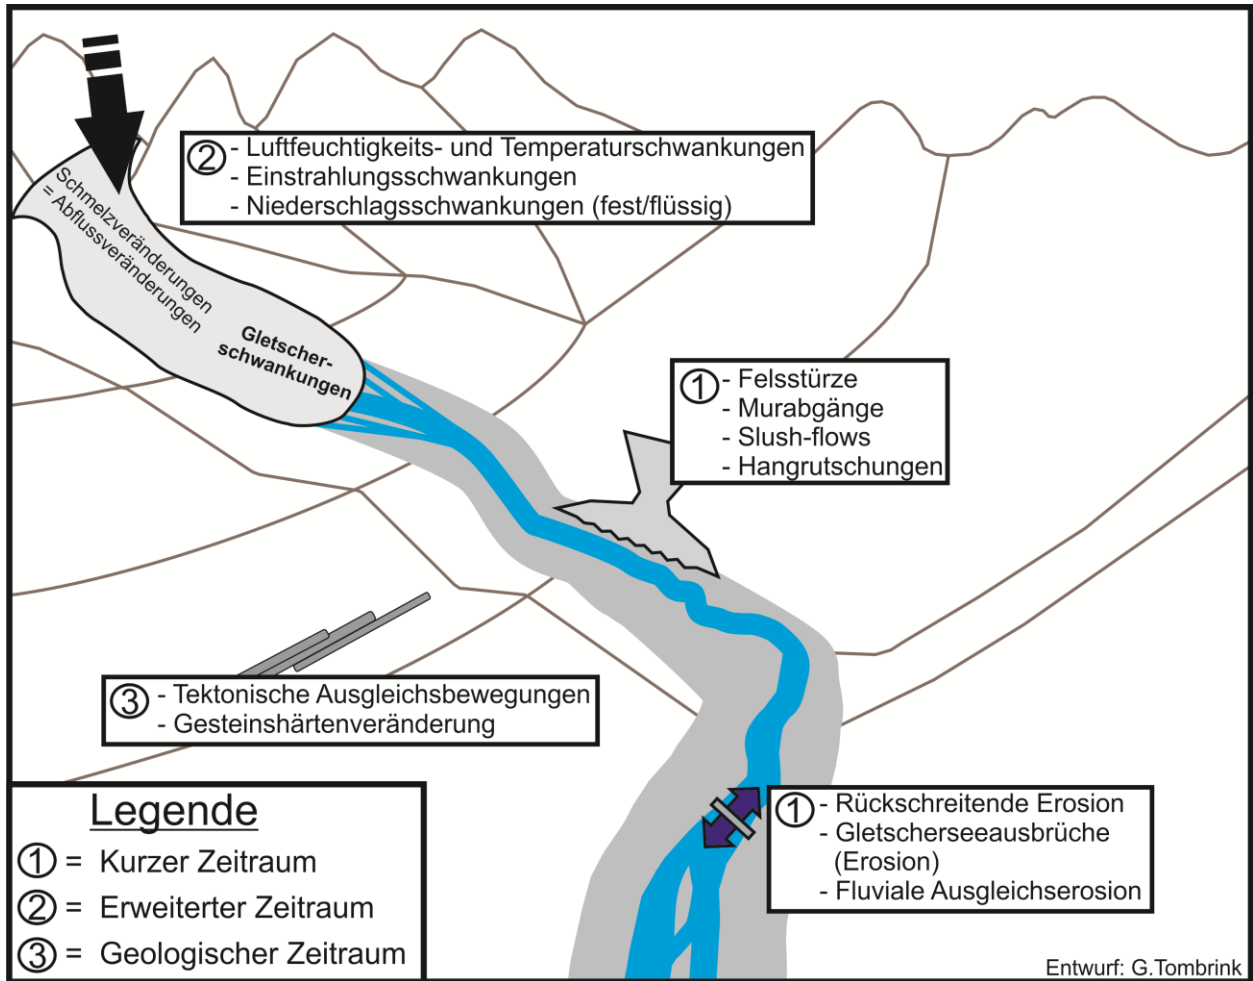 ② - Luftfeuchtigkeits- und Temperaturschwankungen
- Einstrahlungsschwankungen
- Niederschlagsschwankungen (fest/flüssig)
Schmelzveränderungen
= Abflussveränderungen
Gletscher-
schwankungen
① - Felsstürze
- Murabgänge
- Slush-flows
- Hangrutschungen
③ - Tektonische Ausgleichsbewegungen
- Gesteinshärtenveränderung
① - Rückschreitende Erosion
- Gletscherseeausbrüche
(Erosion)
- Fluviale Ausgleichserosion
Legende
① = Kurzer Zeitraum
② = Erweiterter Zeitraum
③ = Geologischer Zeitraum
Entwurf: G.Tombrink